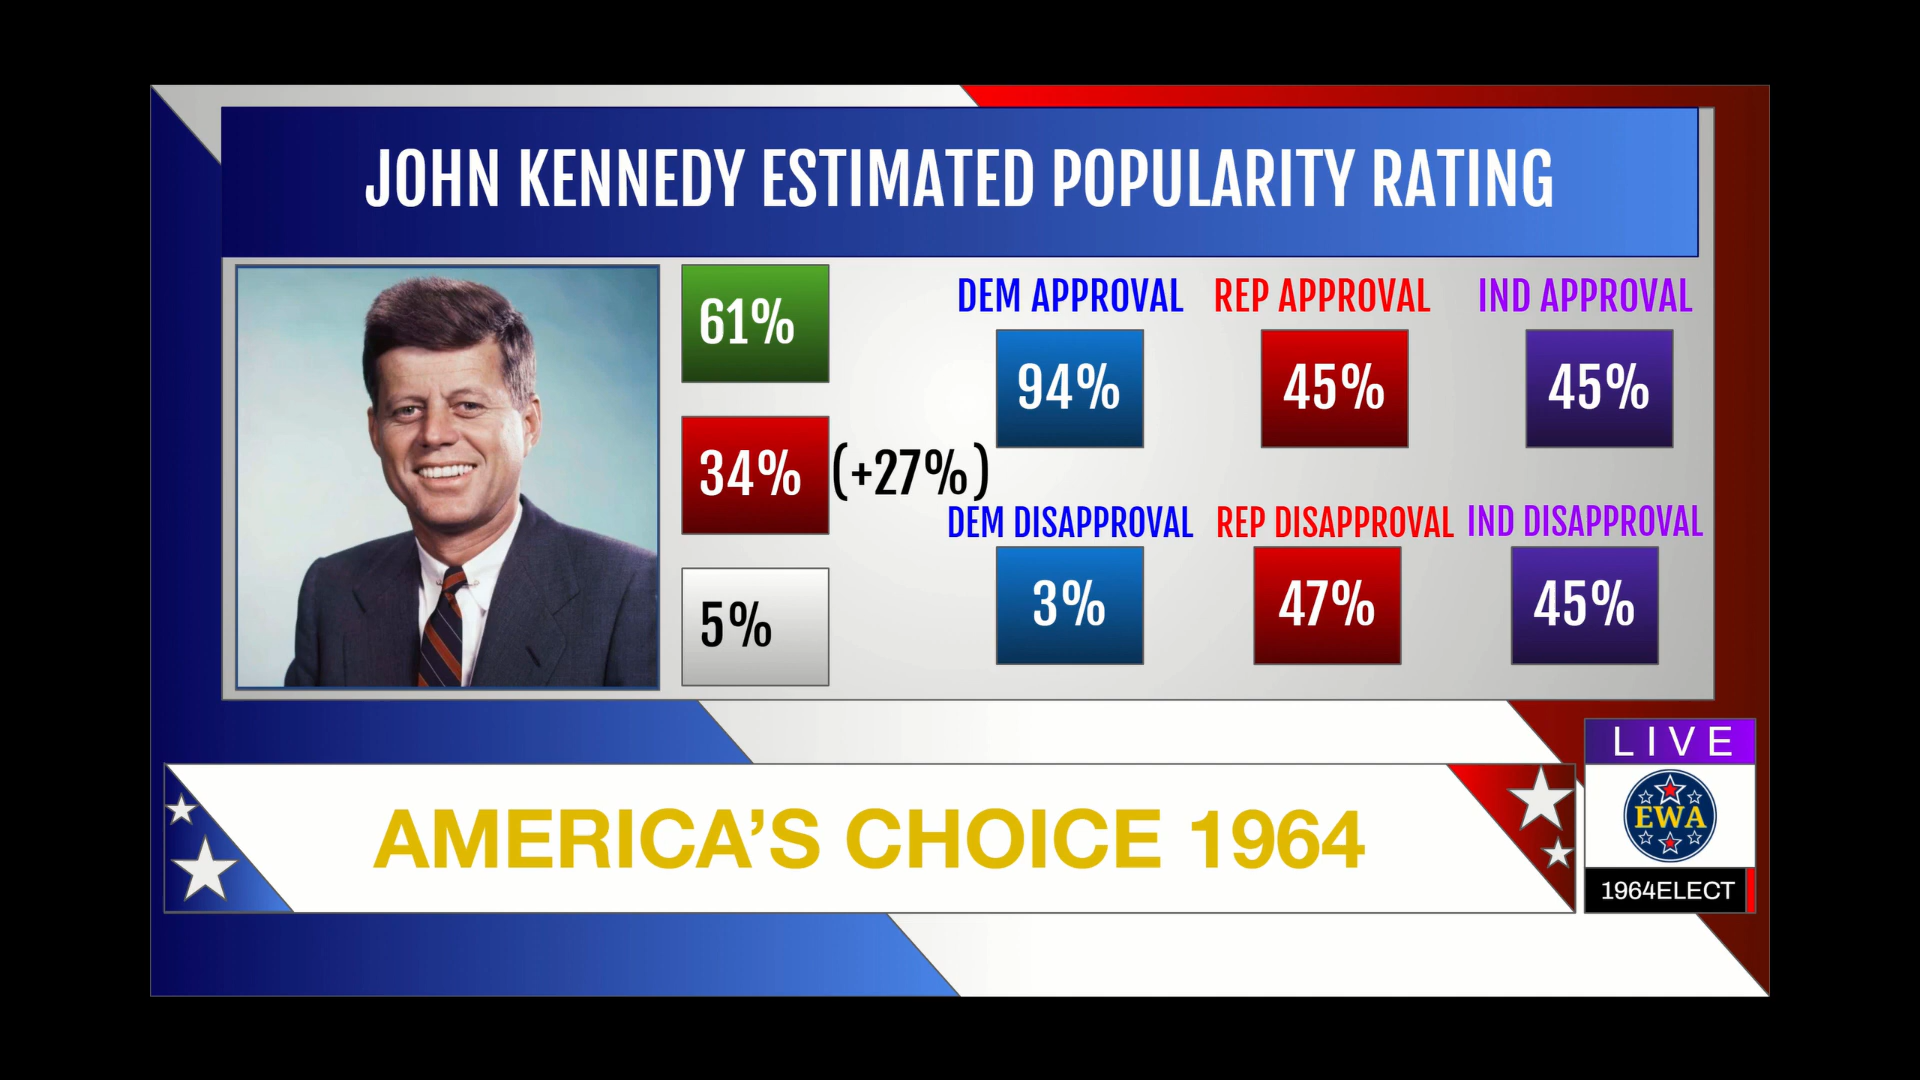 JOHN KENNEDY ESTIMATED POPULARITY RATING
61%
34% (+27%)
5%
DEM APPROVAL REP APPROVAL IND APPROVAL
94% 45% 45%
DEM DISAPPROVAL REP DISAPPROVAL IND DISAPPROVAL
3% 47% 45%
AMERICA'S CHOICE 1964
LIVE
EWA
1964ELECT